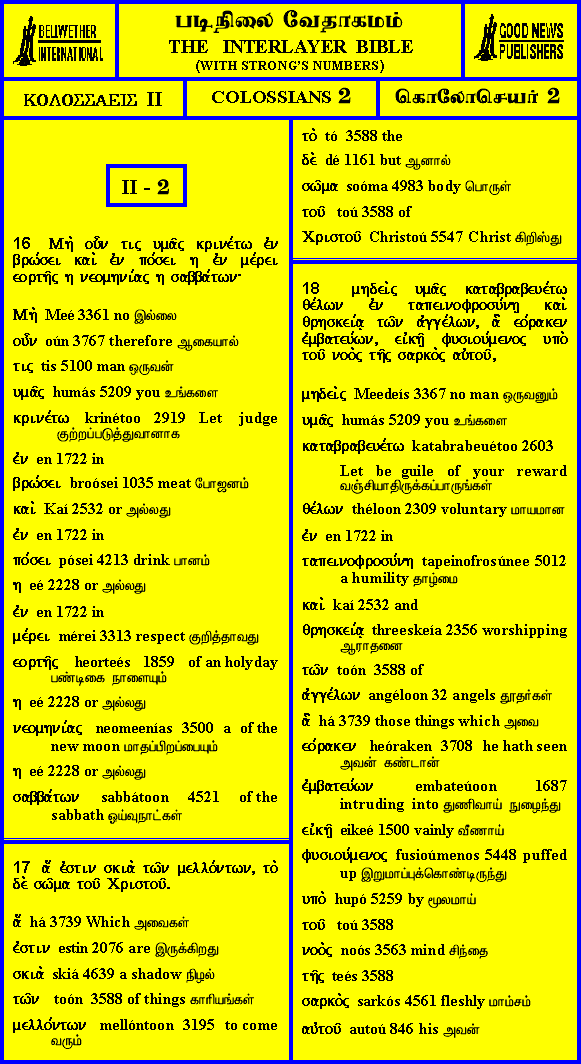 BELLWETHER
INTERNATIONAL
படிநிலை வேதாகமம்
THE INTERLAYER BIBLE
(WITH STRONG'S NUMBERS)
GOOD NEWS
PUBLISHERS
ΚΟΛΟΣΣΑΕΙΣ II
COLOSSIANS 2
கொலோசெயர் 2
II - 2
16 Μὴ οὖν τις υμᾶς κρινέτω ἐν
βρώσει καὶ ἐν πόσει η ἐν μέρει
εορτῆς η νεομηνίας η σαββάτων·
Μὴ Meé 3361 no இல்லை
οὖν oún 3767 therefore ஆகையால்
τις tis 5100 man ஒருவன்
υμᾶς humás 5209 you உங்களை
κρινέτω krinétoo 2919 Let judge
குற்றப்படுத்துவானாக
ἐν en 1722 in
βρώσει broósei 1035 meat போஜனம்
καὶ Kaí 2532 or அல்லது
ἐν en 1722 in
πόσει pósei 4213 drink பானம்
η eé 2228 or அல்லது
ἐν en 1722 in
μέρει mérei 3313 respect குறித்தாவது
εορτῆς heorteés 1859 of an holyday
பண்டிகை நாளையும்
η eé 2228 or அல்லது
νεομηνίας neomeenías 3500 a of the
new moon மாதப்பிறப்பையும்
η eé 2228 or அல்லது
σαββάτων sabbátoon 4521 of the
sabbath ஒய்வுநாட்கள்
17 ἅ ἐστιν σκιὰ τῶν μελλόντων, τὸ
δὲ σῶμα τοῦ Χριστοῦ.
ἅ há 3739 Which அவைகள்
ἐστιν estin 2076 are இருக்கிறது
σκιὰ skiá 4639 a shadow நிழல்
τῶν toón 3588 of things காரியங்கள்
μελλόντων mellóntoon 3195 to come
வரும்
τὸ tó 3588 the
δὲ dé 1161 but ஆனால்
σῶμα soóma 4983 body பொருள்
τοῦ toú 3588 of
Χριστοῦ Christoú 5547 Christ கிறிஸ்து
18 μηδεὶς υμᾶς καταβραβευέτω
θέλων ἐν ταπεινοφροσύνῃ καὶ
θρησκείᾳ τῶν ἀγγέλων, ἃ εόρακεν
ἐμβατεύων, εἰκῇ φυσιούμενος υπὸ
τοῦ νοὸς τῆς σαρκὸς αὐτοῦ,
μηδεὶς Meedeís 3367 no man ஒருவனும்
υμᾶς humás 5209 you உங்களை
καταβραβευέτω katabrabeuétoo 2603
Let be guile of your reward
வஞ்சியாதிருக்கப்பாருங்கள்
θέλων théloon 2309 voluntary மாயமான
ἐν en 1722 in
ταπεινοφροσύνῃ tapeinofrosúnee 5012
a humility தாழ்மை
καὶ kaí 2532 and
θρησκείᾳ threeskeía 2356 worshipping
ஆராதனை
τῶν toón 3588 of
ἀγγέλων angéloon 32 angels தூதர்கள்
ἃ há 3739 those things which அவை
εόρακεν heóraken 3708 he hath seen
அவன் கண்டான்
ἐμβατεύων embateúoon 1687
intruding into துணிவாய் நுழைந்து
εἰκῇ eikeé 1500 vainly வீணாய்
φυσιούμενος fusioúmenos 5448 puffed
up இறுமாப்புக்கொண்டிருந்து
υπὸ hupó 5259 by மூலமாய்
τοῦ toú 3588
νοὸς noós 3563 mind சிந்தை
τῆς teés 3588
σαρκὸς sarkós 4561 fleshly மாம்சம்
αὐτοῦ autoú 846 his அவன்